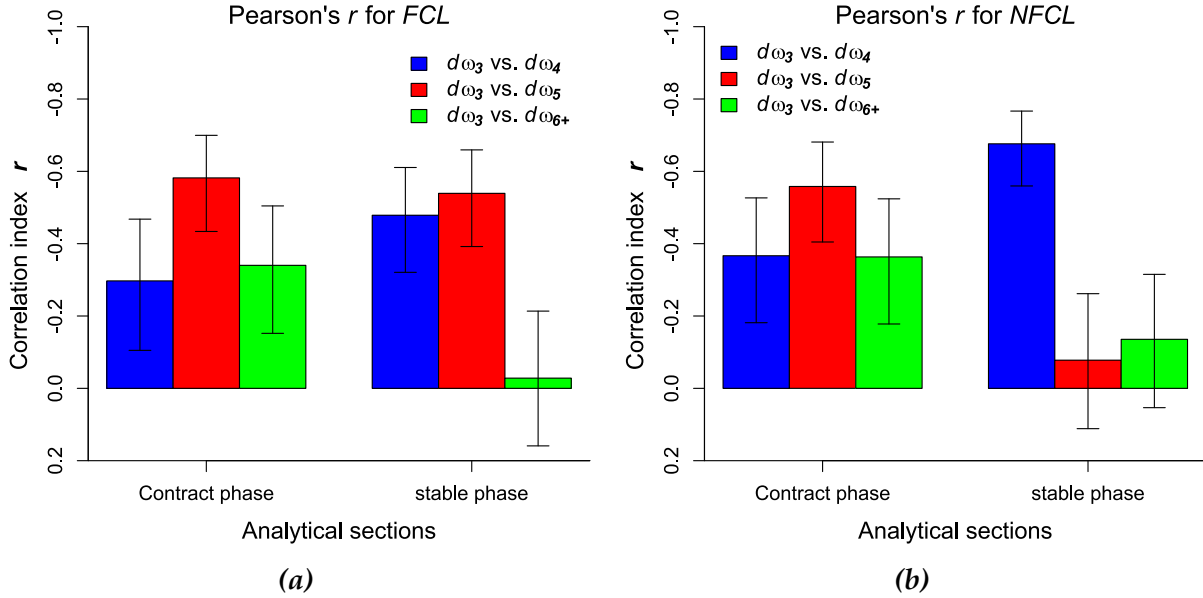 Pearson's r for FCL
-1.0
-0.8
-0.6
-0.4
-0.2
0.0
0.2
Correlation index r
dω3 vs. dω4
dω3 vs. dω5
dω3 vs. dω6+
Contract phase
stable phase
Analytical sections
(a)
Pearson's r for NFCL
-1.0
-0.8
-0.6
-0.4
-0.2
0.0
0.2
Correlation index r
dω3 vs. dω4
dω3 vs. dω5
dω3 vs. dω6+
Contract phase
stable phase
Analytical sections
(b)